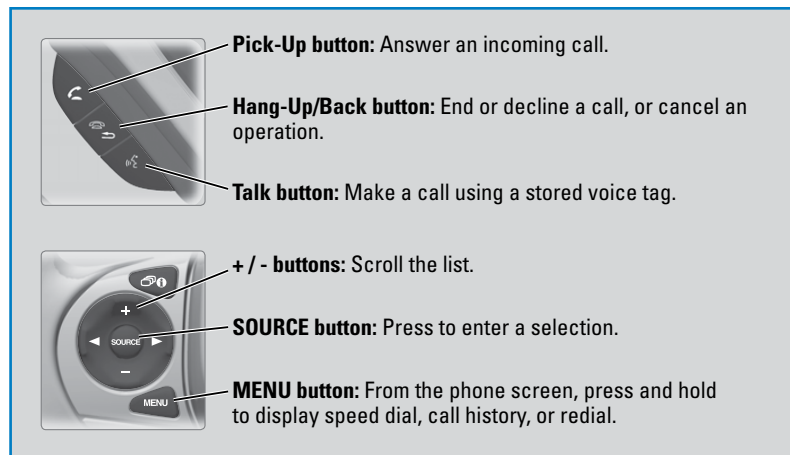 Pick-Up button: Answer an incoming call.
Hang-Up/Back button: End or decline a call, or cancel an
operation.
Talk button: Make a call using a stored voice tag.
+ / - buttons: Scroll the list.
+
SOURCE
−
MENU
SOURCE button: Press to enter a selection.
MENU button: From the phone screen, press and hold
to display speed dial, call history, or redial.